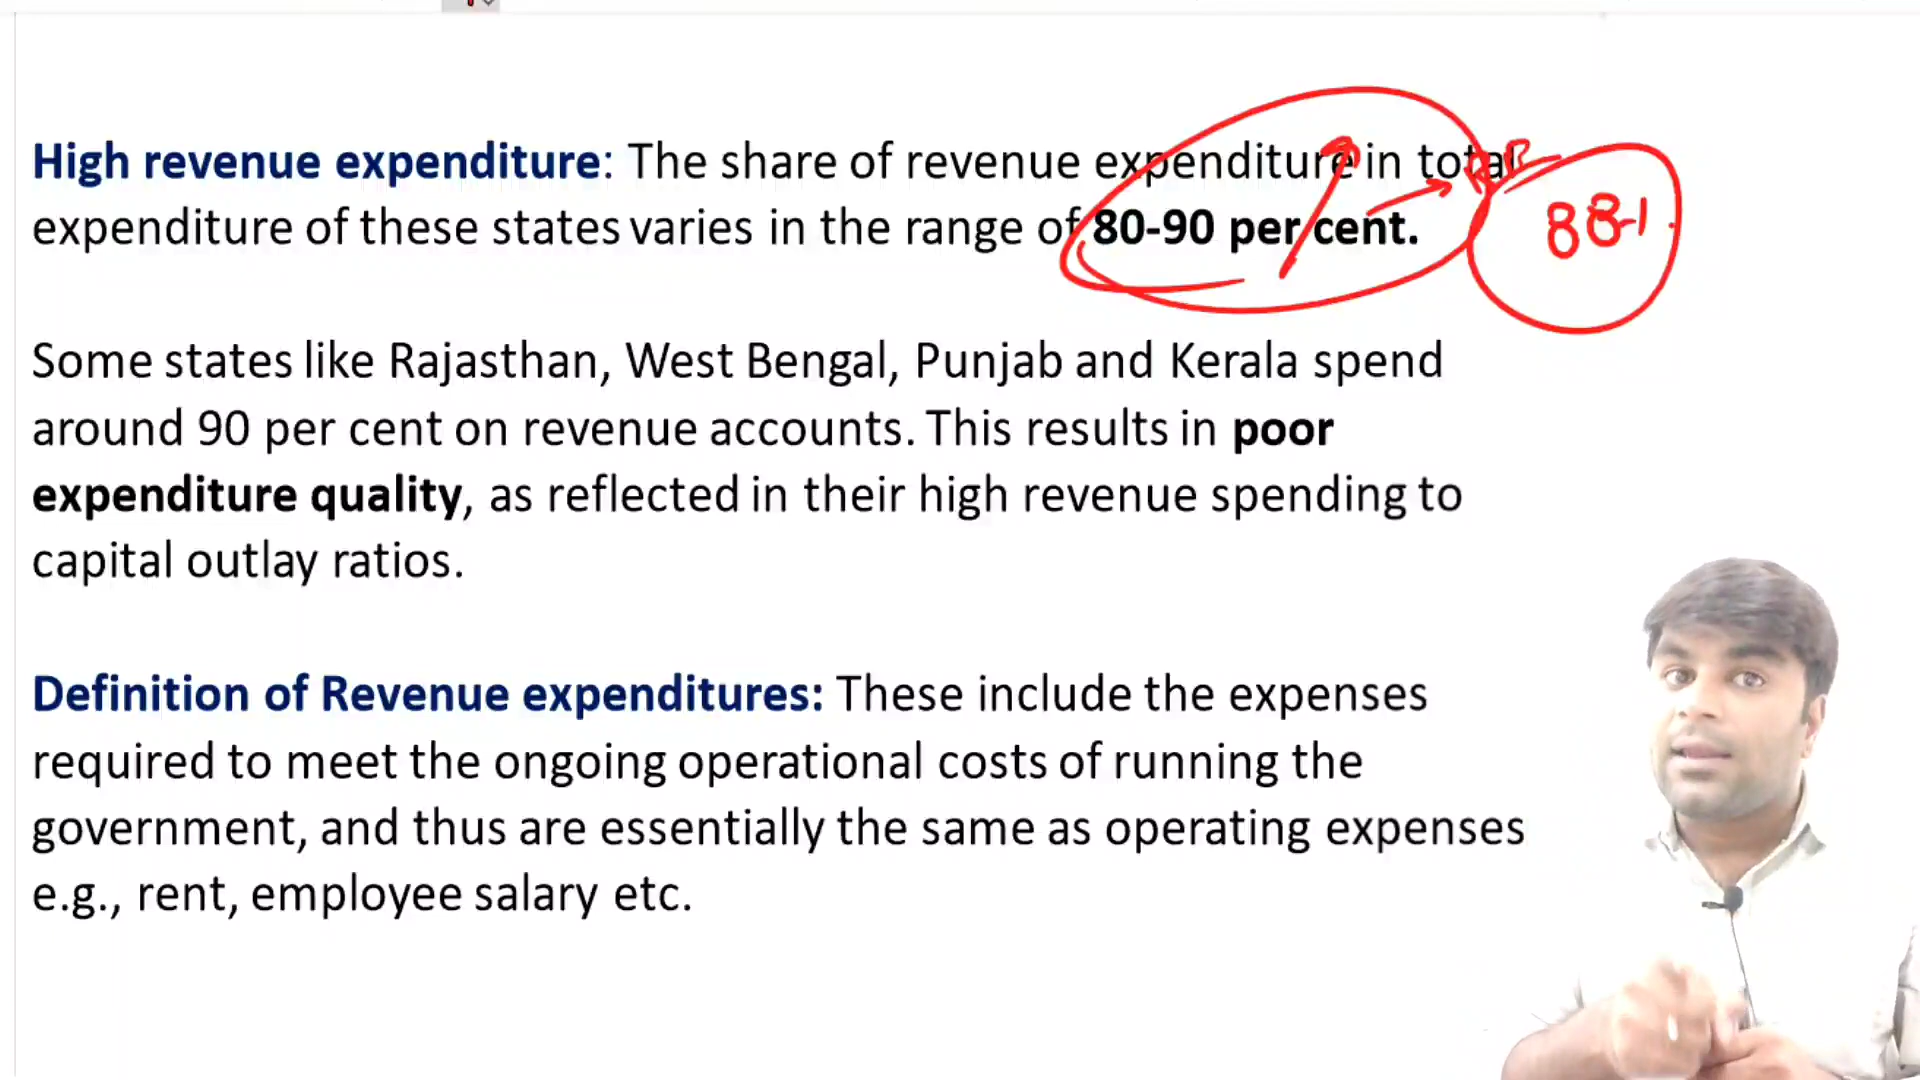 High revenue expenditure: The share of revenue expenditure in total
expenditure of these states varies in the range of 80-90 per cent.
88-1
Some states like Rajasthan, West Bengal, Punjab and Kerala spend
around 90 per cent on revenue accounts. This results in poor
expenditure quality, as reflected in their high revenue spending to
capital outlay ratios.
Definition of Revenue expenditures: These include the expenses
required to meet the ongoing operational costs of running the
government, and thus are essentially the same as operating expenses
e.g., rent, employee salary etc.